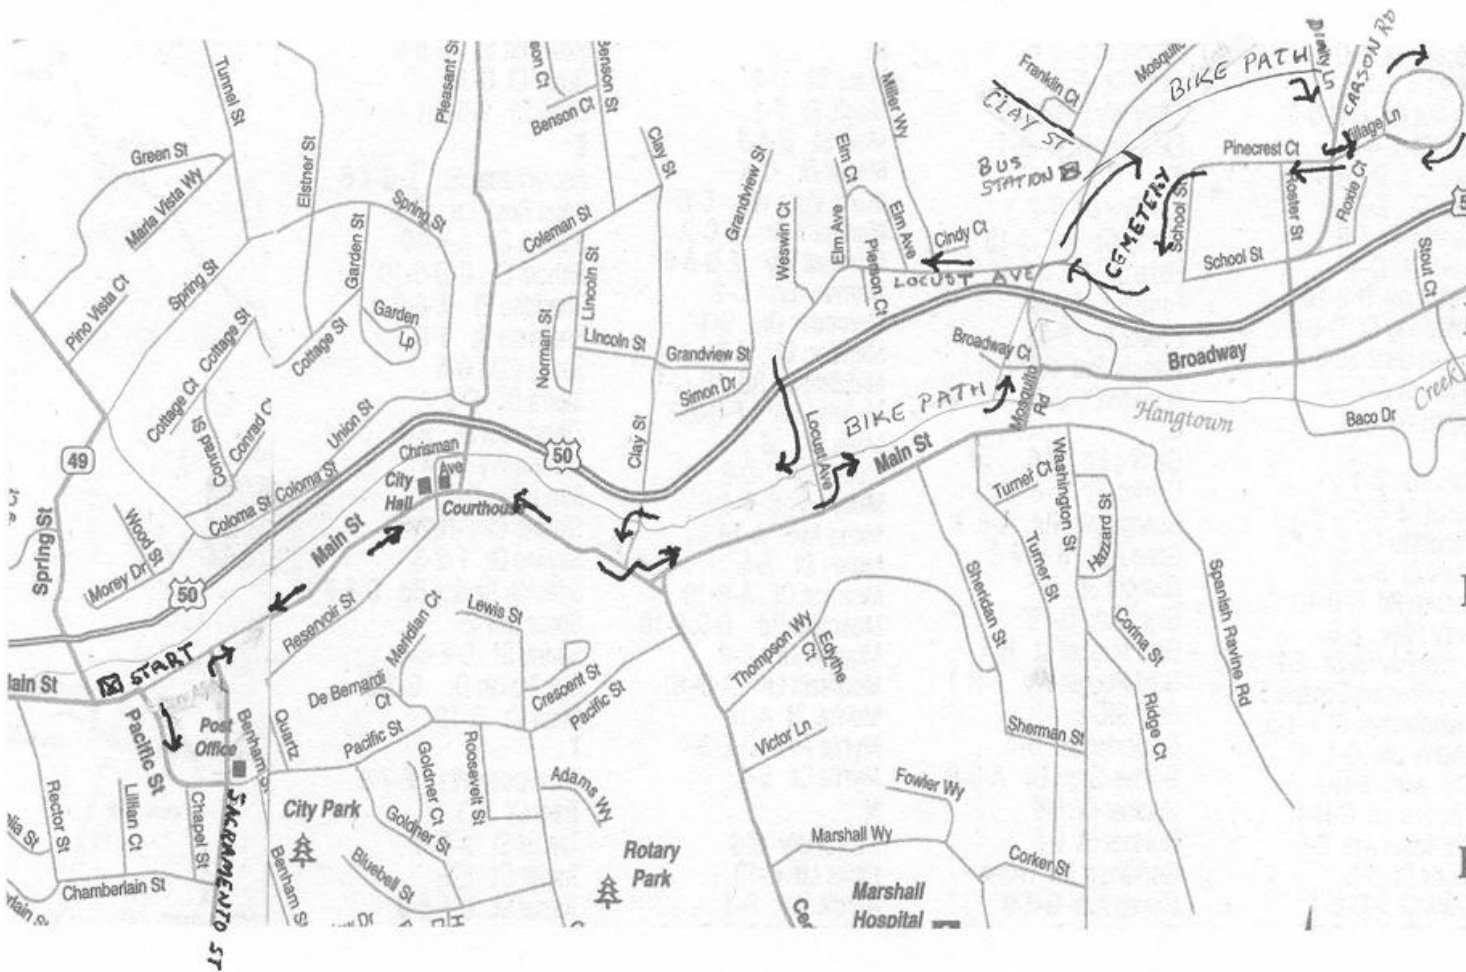 CARSON RD
BIKE PATH
Mosquito
Franklin Ct
CLAY ST
BUS
STATION
CEMETERY
Village Ln
Pinecrest Ct
Roxie Ct
Hoster St
School St
School St
Stout Ct
Tunnel St
Green St
Marla Vista Wy
Elstner St
Pleasant St
Benson St
Benson Ct
Clay St
Coleman St
Grandview St
Miller Wy
Elm Ct
Elm Ave
Elm Ave
Weswin Ct
Pierson Ct
Cindy Ct
LOCUST AVE
Spring St
Spring St
Garden St
Garden
Lp
Pino Vista Ct
Cottage St
Cottage St
Cottage Ct
Conrad St
Conrad Ct
Union St
Lincoln St
Lincoln St
Norman St
Grandview St
Simon Dr
Broadway Ct
Broadway
Mosquito
Rd
Hangtown
Creek
Baco Dr
BIKE PATH
Locust Ave
Main St
Clay St
50
49
Chrisman
Ave
City
Hall
Courthouse
Coloma St
Coloma St
Wood St
Morey Dr
Spring St
50
Main St
Reservoir St
START
Main St
Pacific St
Post
Office
Benham St
Quartz
De Bernardi
Ct
Meridian Ct
Lewis St
Crescent St
Pacific St
Pacific St
Goldner Ct
Goldner St
Roosevelt St
Adams Wy
Bluebell St
City Park
Benham St
Rector St
Lillian Ct
Chapel St
Chamberlain St
SACRAMENTO ST
Rotary
Park
Thompson Wy
Edythe
Ct
Victor Ln
Fowler Wy
Marshall Wy
Corker St
Marshall
Hospital
Turner Ct
Turner St
Washington St
Hazzard St
Sheridan St
Sherman St
Corina St
Ridge Ct
Spanish Ravine Rd